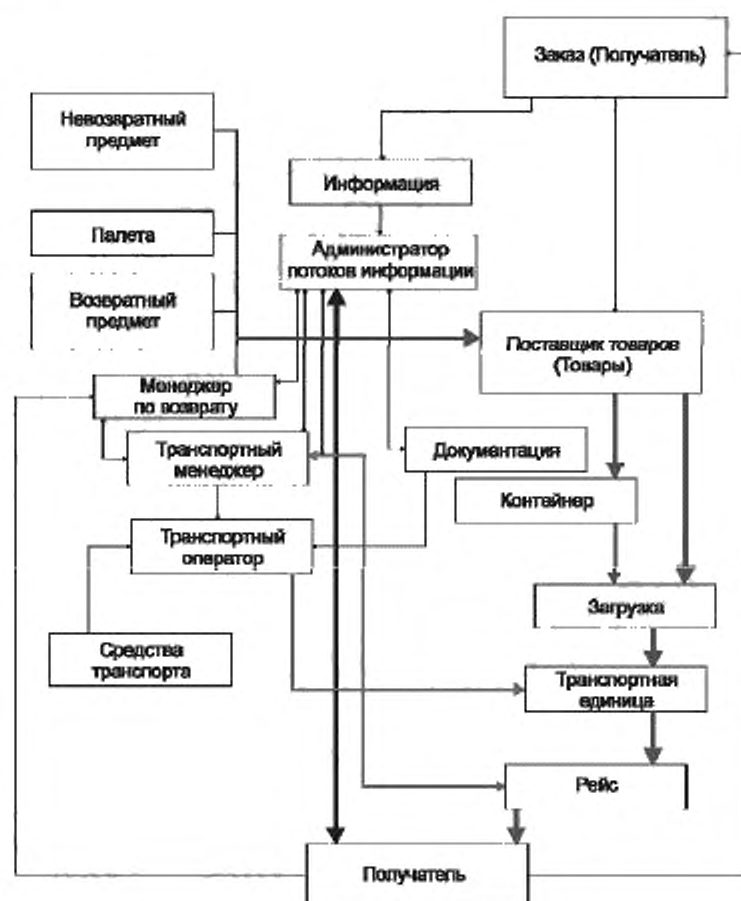 Заказ (Получатель)
Невозвратный
предмет
Информация
Палета
Администратор
потоков информации
Возвратный
предмет
Поставщик товаров
(Товары)
Менеджер
по возврату
Транспортный
менеджер
Документация
Контейнер
Транспортный
оператор
Загрузка
Средства
транспорта
Транспортная
единица
Рейс
Получатель